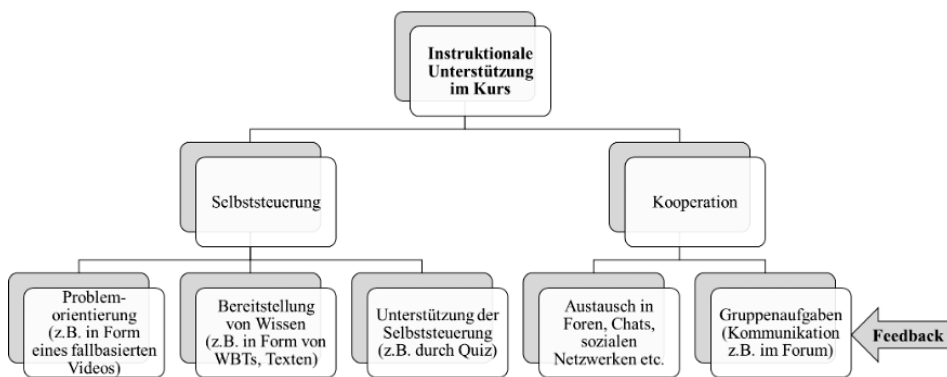 Instruktionale
Unterstützung
im Kurs
Selbststeuerung
Kooperation
Problem-
orientierung
(z.B. in Form
eines fallbasierten
Videos)
Bereitstellung
von Wissen
(z.B. in Form von
WBTs, Texten)
Unterstützung der
Selbststeuerung
(z.B. durch Quiz)
Austausch in
Foren, Chats,
sozialen
Netzwerken etc.
Gruppenaufgaben
(Kommunikation
z.B. im Forum)
Feedback